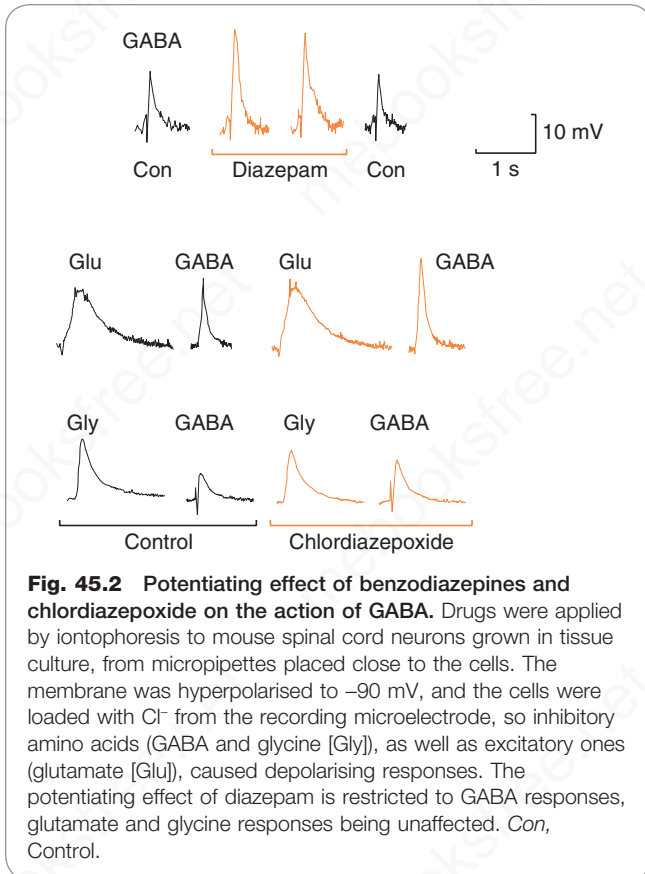 GABA
Con Diazepam Con
10 mV
1 s
Glu GABA Glu GABA
Gly GABA Gly GABA
Control Chlordiazepoxide
Fig. 45.2 Potentiating effect of benzodiazepines and
chlordiazepoxide on the action of GABA. Drugs were applied
by iontophoresis to mouse spinal cord neurons grown in tissue
culture, from micropipettes placed close to the cells. The
membrane was hyperpolarised to –90 mV, and the cells were
loaded with Cl⁻ from the recording microelectrode, so inhibitory
amino acids (GABA and glycine [Gly]), as well as excitatory ones
(glutamate [Glu]), caused depolarising responses. The
potentiating effect of diazepam is restricted to GABA responses,
glutamate and glycine responses being unaffected. Con,
Control.